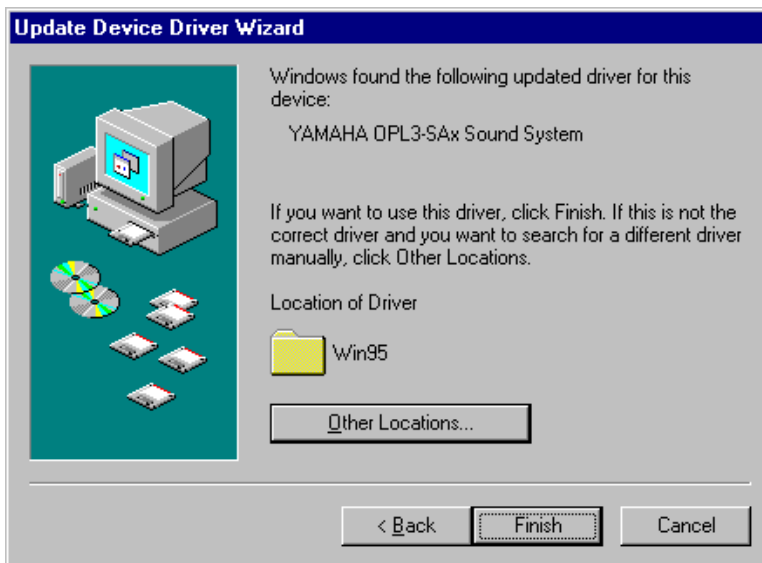 Update Device Driver Wizard
Windows found the following updated driver for this
device:
YAMAHA OPL3-SAx Sound System
If you want to use this driver, click Finish. If this is not the
correct driver and you want to search for a different driver
manually, click Other Locations.
Location of Driver
Win95
Other Locations...
< Back
Finish
Cancel